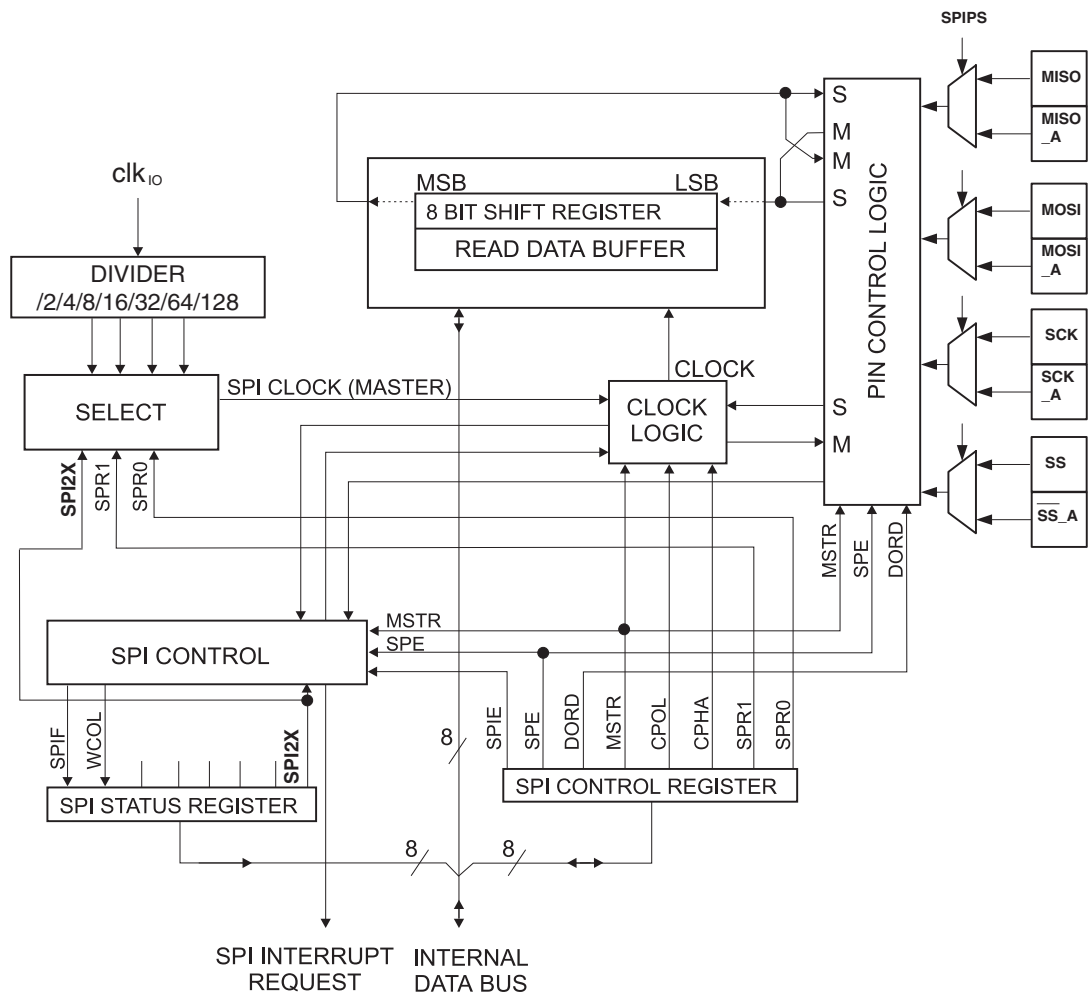 SPIPS
MISO
MISO
_A
MOSI
MOSI
_A
SCK
SCK
_A
SS
SS_A
S
M
M
S
S
M
PIN CONTROL LOGIC
clk IO
DIVIDER
/2/4/8/16/32/64/128
SELECT
MSB
LSB
8 BIT SHIFT REGISTER
READ DATA BUFFER
SPI CLOCK (MASTER)
CLOCK
CLOCK
LOGIC
SPI2X
SPR1
SPR0
MSTR
SPE
DORD
MSTR
SPE
SPI CONTROL
SPIF
WCOL
SPI2X
8
SPIE
SPE
DORD
MSTR
CPOL
CPHA
SPR1
SPR0
SPI STATUS REGISTER
SPI CONTROL REGISTER
8
8
SPI INTERRUPT
REQUEST
INTERNAL
DATA BUS